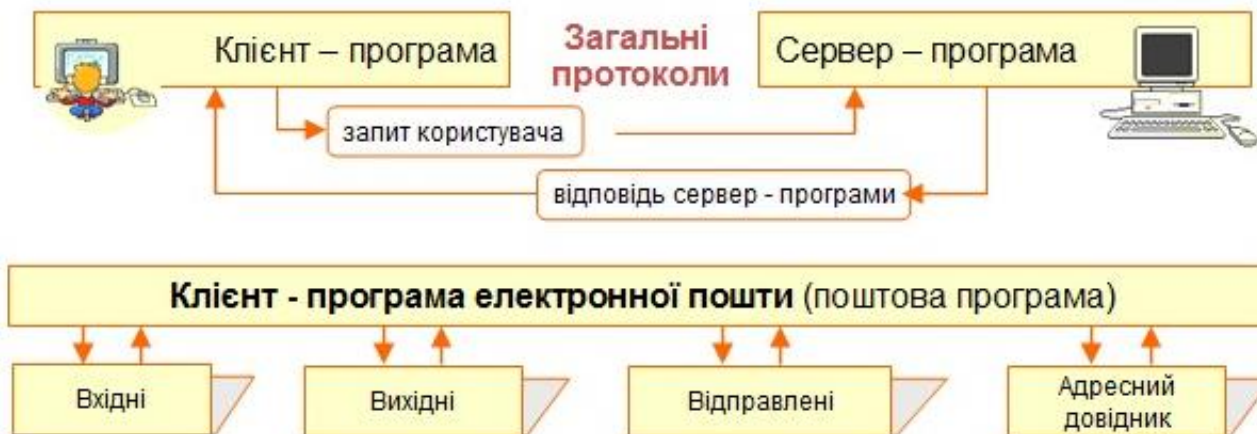 Клієнт – програма
Загальні
протоколи
Сервер – програма
запит користувача
відповідь сервер - програми
Клієнт - програма електронної пошти (поштова програма)
Вхідні
Вихідні
Відправлені
Адресний
довідник